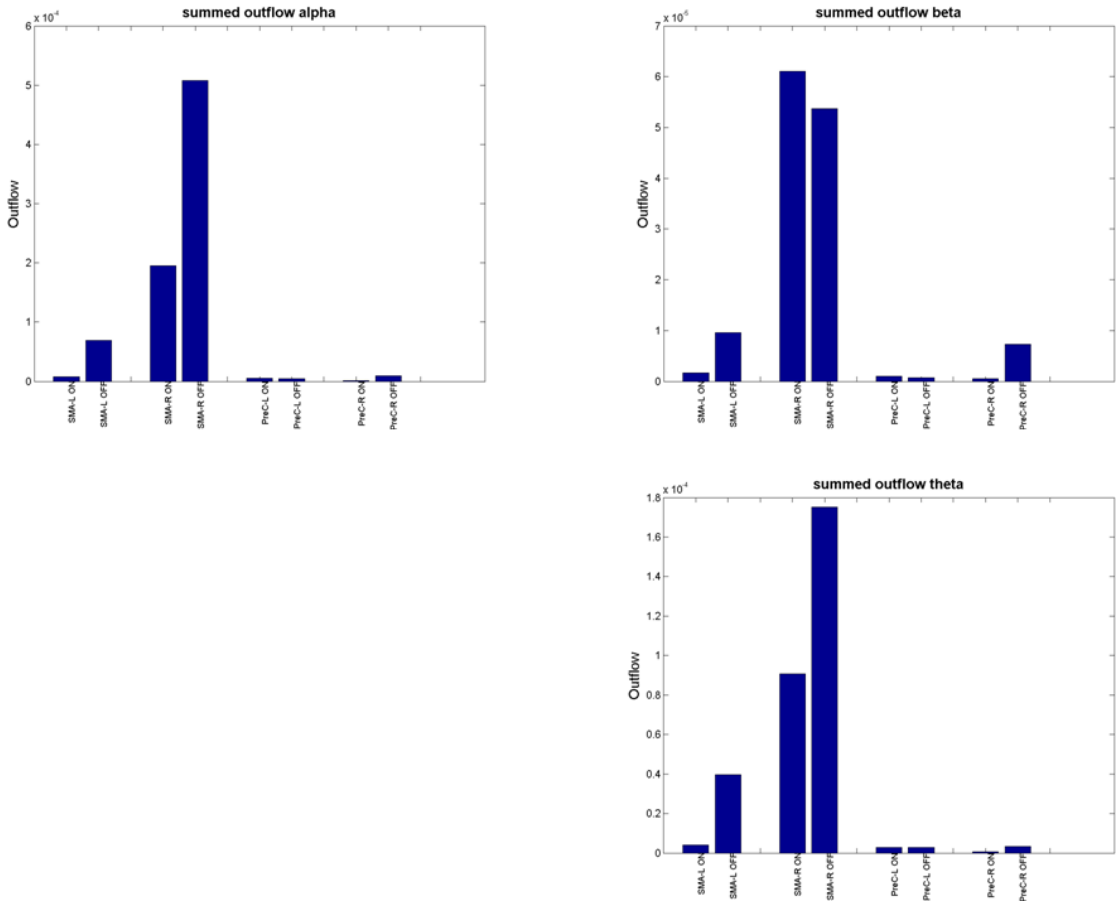 summed outflow alpha
x 10-4
6
5
4
3
2
1
0
Outflow
SMA-L ON
SMA-L OFF
SMA-R ON
SMA-R OFF
PreC-L ON
PreC-L OFF
PreC-R ON
PreC-R OFF
summed outflow beta
x 10-5
7
6
5
4
3
2
1
0
Outflow
SMA-L ON
SMA-L OFF
SMA-R ON
SMA-R OFF
PreC-L ON
PreC-L OFF
PreC-R ON
PreC-R OFF
summed outflow theta
x 10-4
1.8
1.6
1.4
1.2
1
0.8
0.6
0.4
0.2
0
Outflow
SMA-L ON
SMA-L OFF
SMA-R ON
SMA-R OFF
PreC-L ON
PreC-L OFF
PreC-R ON
PreC-R OFF